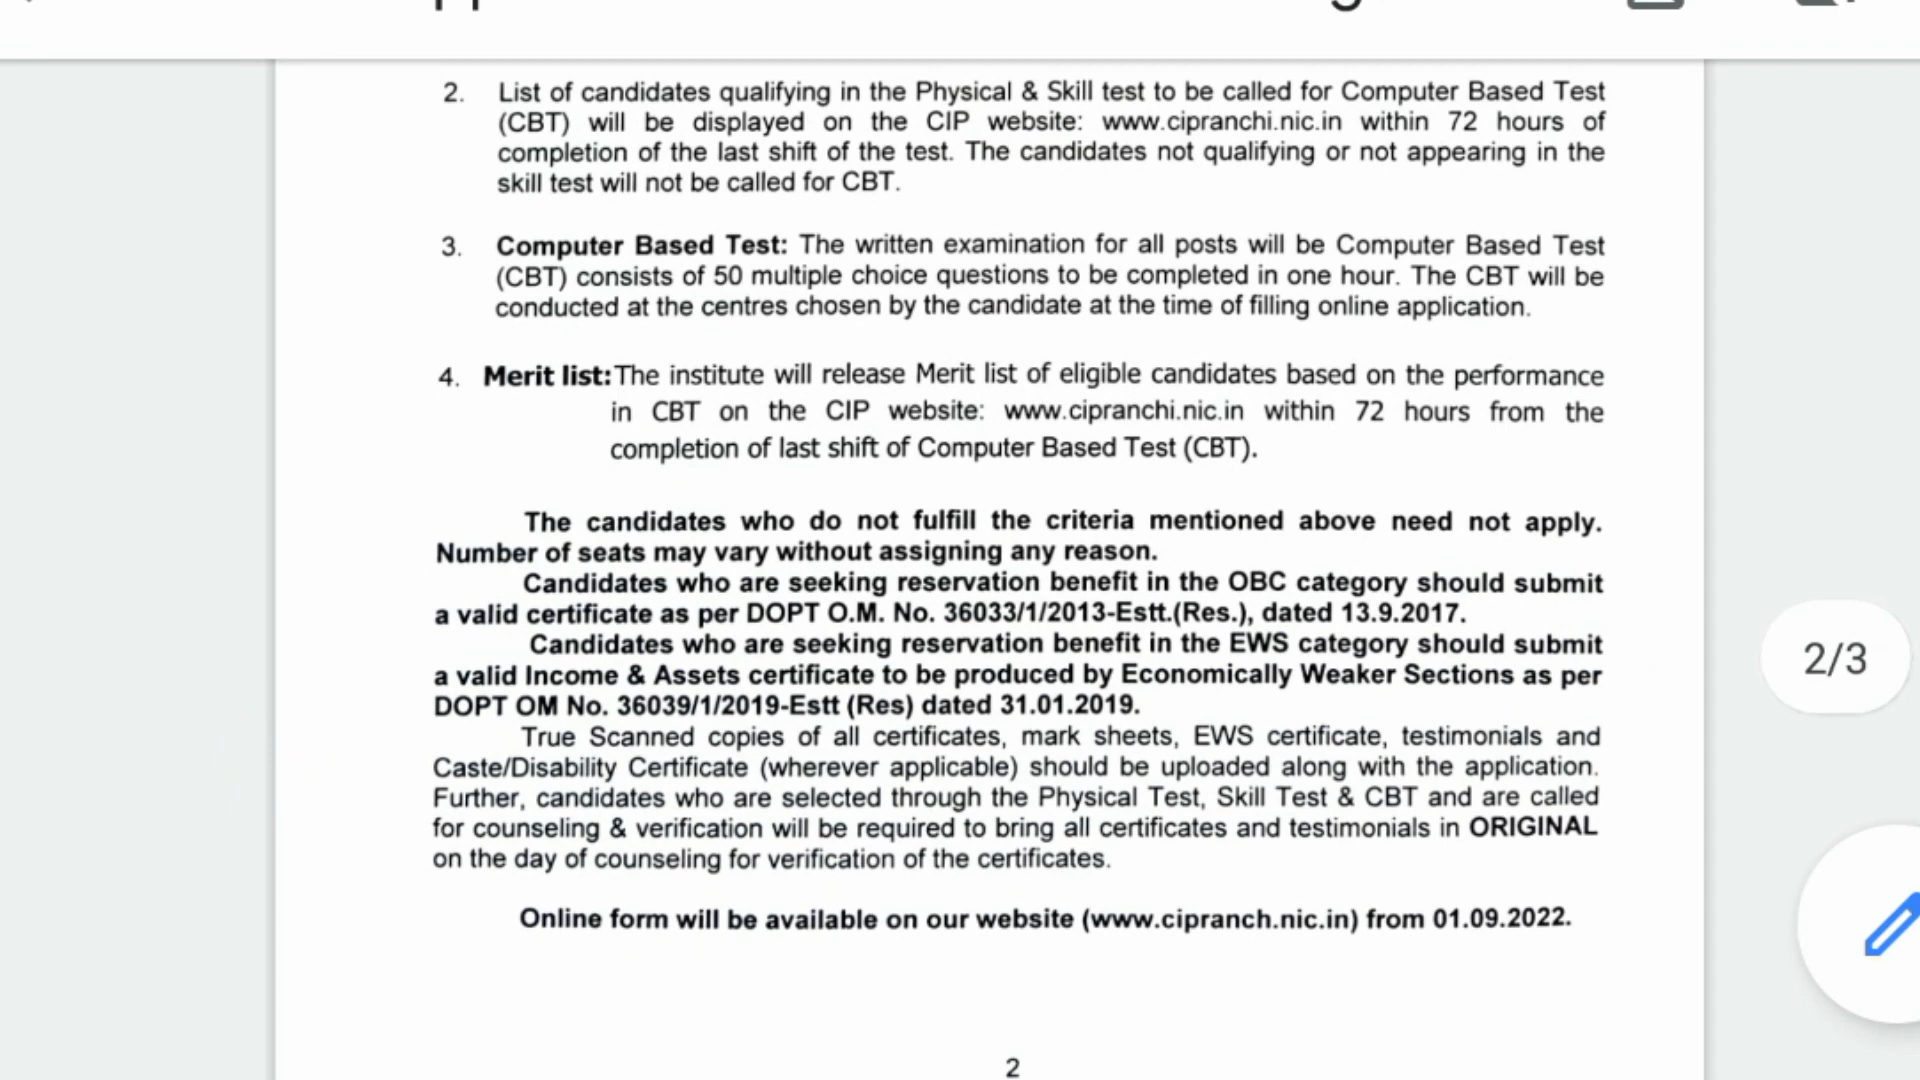 2. List of candidates qualifying in the Physical & Skill test to be called for Computer Based Test
(CBT) will be displayed on the CIP website: www.cipranchi.nic.in within 72 hours of
completion of the last shift of the test. The candidates not qualifying or not appearing in the
skill test will not be called for CBT.
3. Computer Based Test: The written examination for all posts will be Computer Based Test
(CBT) consists of 50 multiple choice questions to be completed in one hour. The CBT will be
conducted at the centres chosen by the candidate at the time of filling online application.
4. Merit list: The institute will release Merit list of eligible candidates based on the performance
in CBT on the CIP website: www.cipranchi.nic.in within 72 hours from the
completion of last shift of Computer Based Test (CBT).
The candidates who do not fulfill the criteria mentioned above need not apply.
Number of seats may vary without assigning any reason.
Candidates who are seeking reservation benefit in the OBC category should submit
a valid certificate as per DOPT O.M. No. 36033/1/2013-Estt.(Res.), dated 13.9.2017.
Candidates who are seeking reservation benefit in the EWS category should submit
a valid Income & Assets certificate to be produced by Economically Weaker Sections as per
DOPT OM No. 36039/1/2019-Estt (Res) dated 31.01.2019.
True Scanned copies of all certificates, mark sheets, EWS certificate, testimonials and
Caste/Disability Certificate (wherever applicable) should be uploaded along with the application.
Further, candidates who are selected through the Physical Test, Skill Test & CBT and are called
for counseling & verification will be required to bring all certificates and testimonials in ORIGINAL
on the day of counseling for verification of the certificates.
Online form will be available on our website (www.cipranch.nic.in) from 01.09.2022.
2
2/3